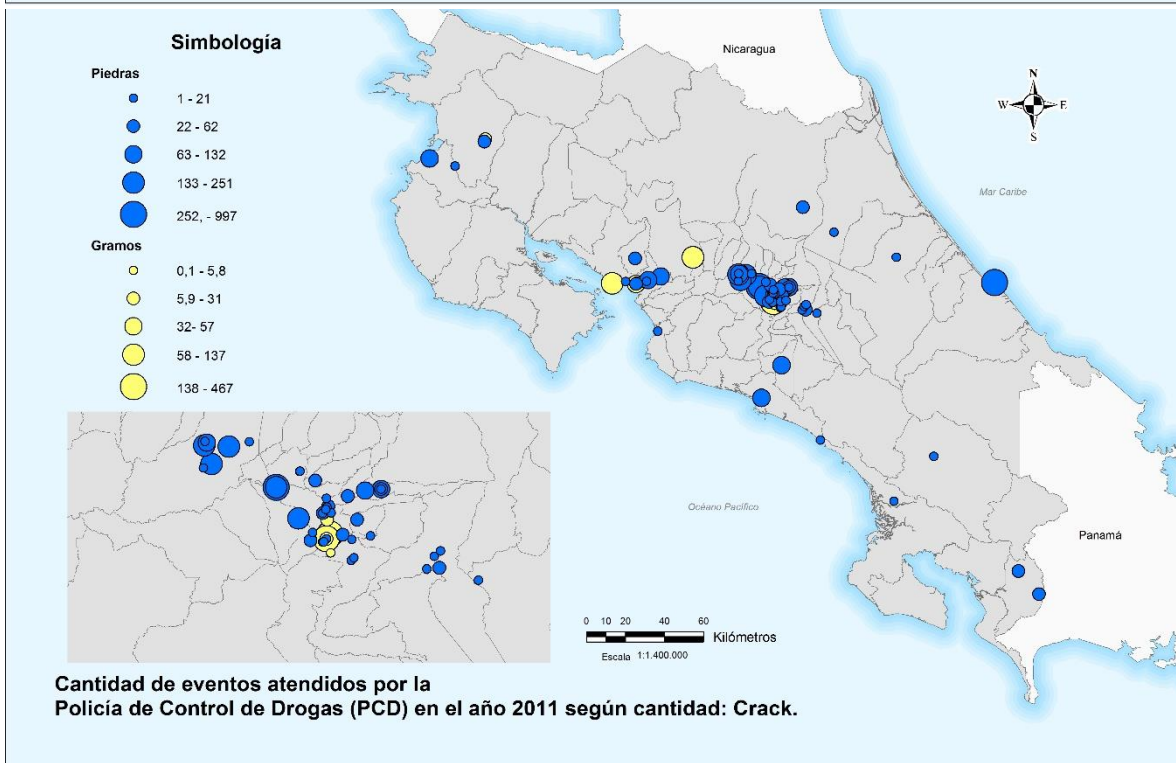 Simbología
Piedras
1 - 21
22 - 62
63 - 132
133 - 251
252, - 997
Gramos
0,1 - 5,8
5,9 - 31
32- 57
58 - 137
138 - 467
Nicaragua
N
W E
S
Mar Caribe
Océano Pacífico
Panamá
0 10 20 40 60
Kilómetros
Escala 1:1.400.000
Cantidad de eventos atendidos por la
Policía de Control de Drogas (PCD) en el año 2011 según cantidad: Crack.